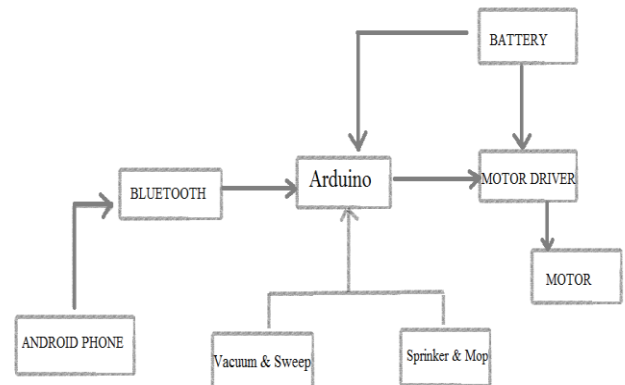 BATTERY
Arduino
MOTOR DRIVER
BLUETOOTH
MOTOR
ANDROID PHONE
Vacuum & Sweep
Sprinker & Mop